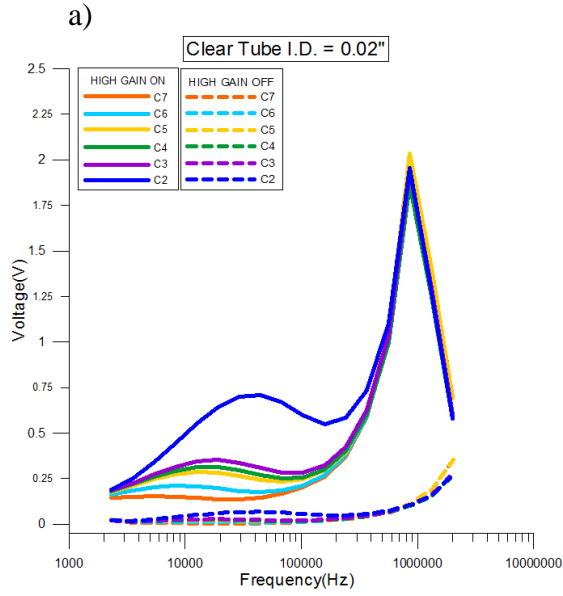 a)
Clear Tube I.D. = 0.02"
HIGH GAIN ON
C7
C6
C5
C4
C3
C2
HIGH GAIN OFF
C7
C6
C5
C4
C3
C2
Voltage(V)
2.5
2.25
2
1.75
1.5
1.25
1
0.75
0.5
0.25
0
1000
10000
100000
1000000
10000000
Frequency(Hz)